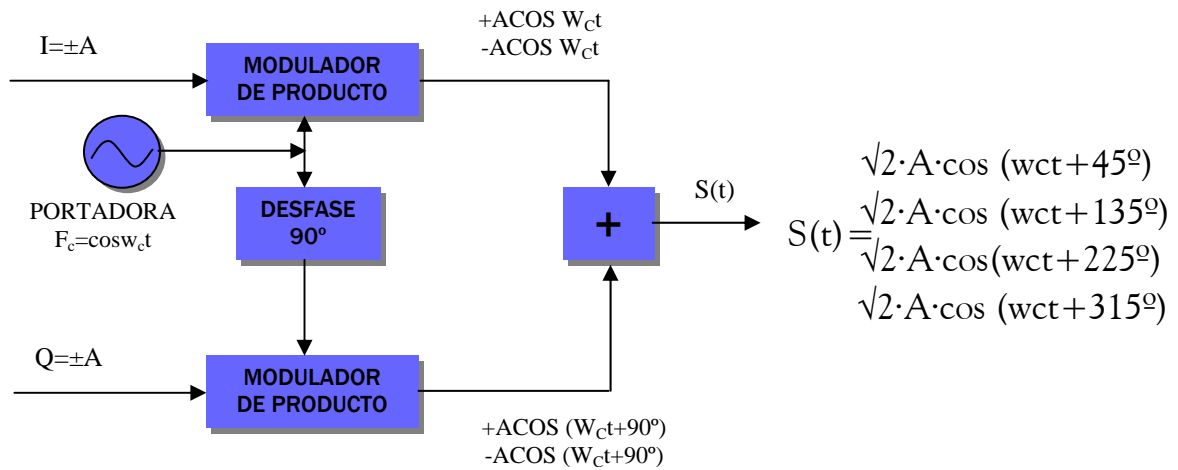 +ACOS WCt
-ACOS WCt
I=±A
MODULADOR
DE PRODUCTO
PORTADORA
Fc=coswct
DESFASE
90º
+
S(t)
S(t)=
√2·A·cos (wct+45º)
√2·A·cos (wct+135º)
√2·A·cos(wct+225º)
√2·A·cos (wct+315º)
Q=±A
MODULADOR
DE PRODUCTO
+ACOS (WCt+90º)
-ACOS (WCt+90º)